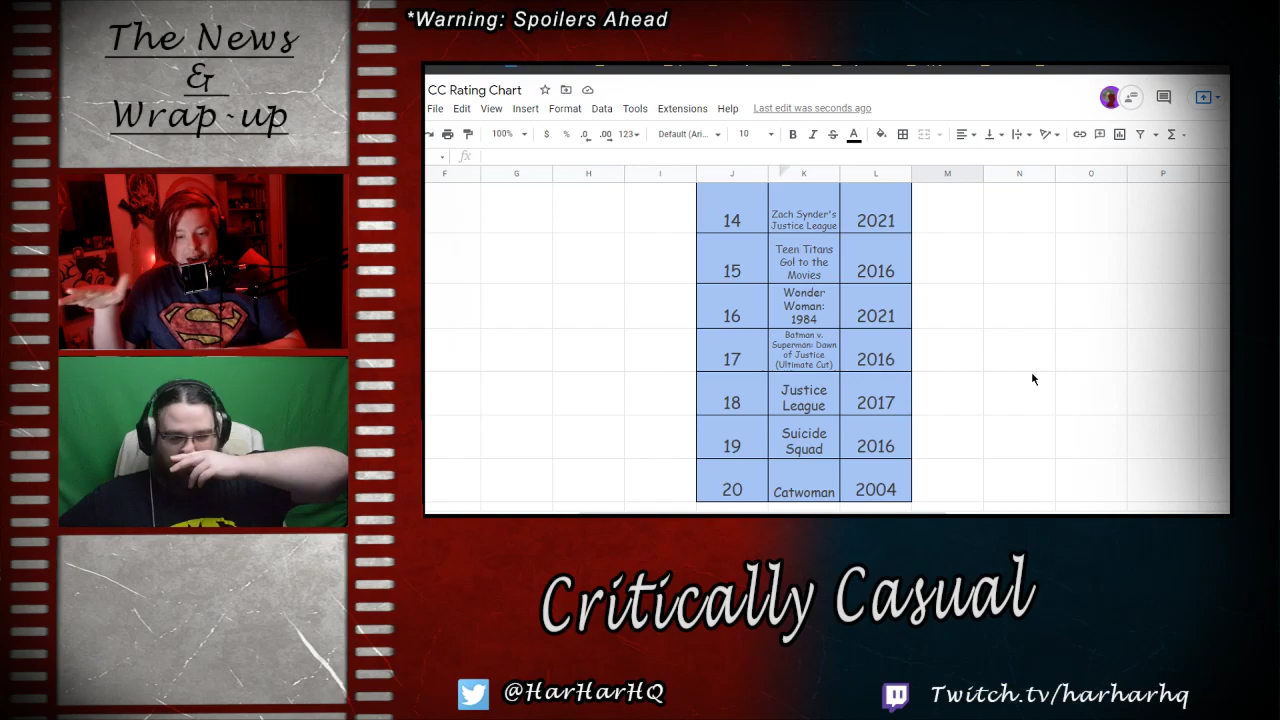 The News
&
Wrap-up
*Warning: Spoilers Ahead
CC Rating Chart
File Edit View Insert Format Data Tools Extensions Help Last edit was seconds ago
100% $ % .0 .00 123 Default (Ari... 10 B I S A
fx
F G H I J K L M N O P
14 Zach Synder's Justice League 2021
15 Teen Titans Go! to the Movies 2016
16 Wonder Woman: 1984 2021
17 Batman v. Superman: Dawn of Justice (Ultimate Cut) 2016
18 Justice League 2017
19 Suicide Squad 2016
20 Catwoman 2004
Critically Casual
@HarHarHQ
Twitch.tv/harharhq